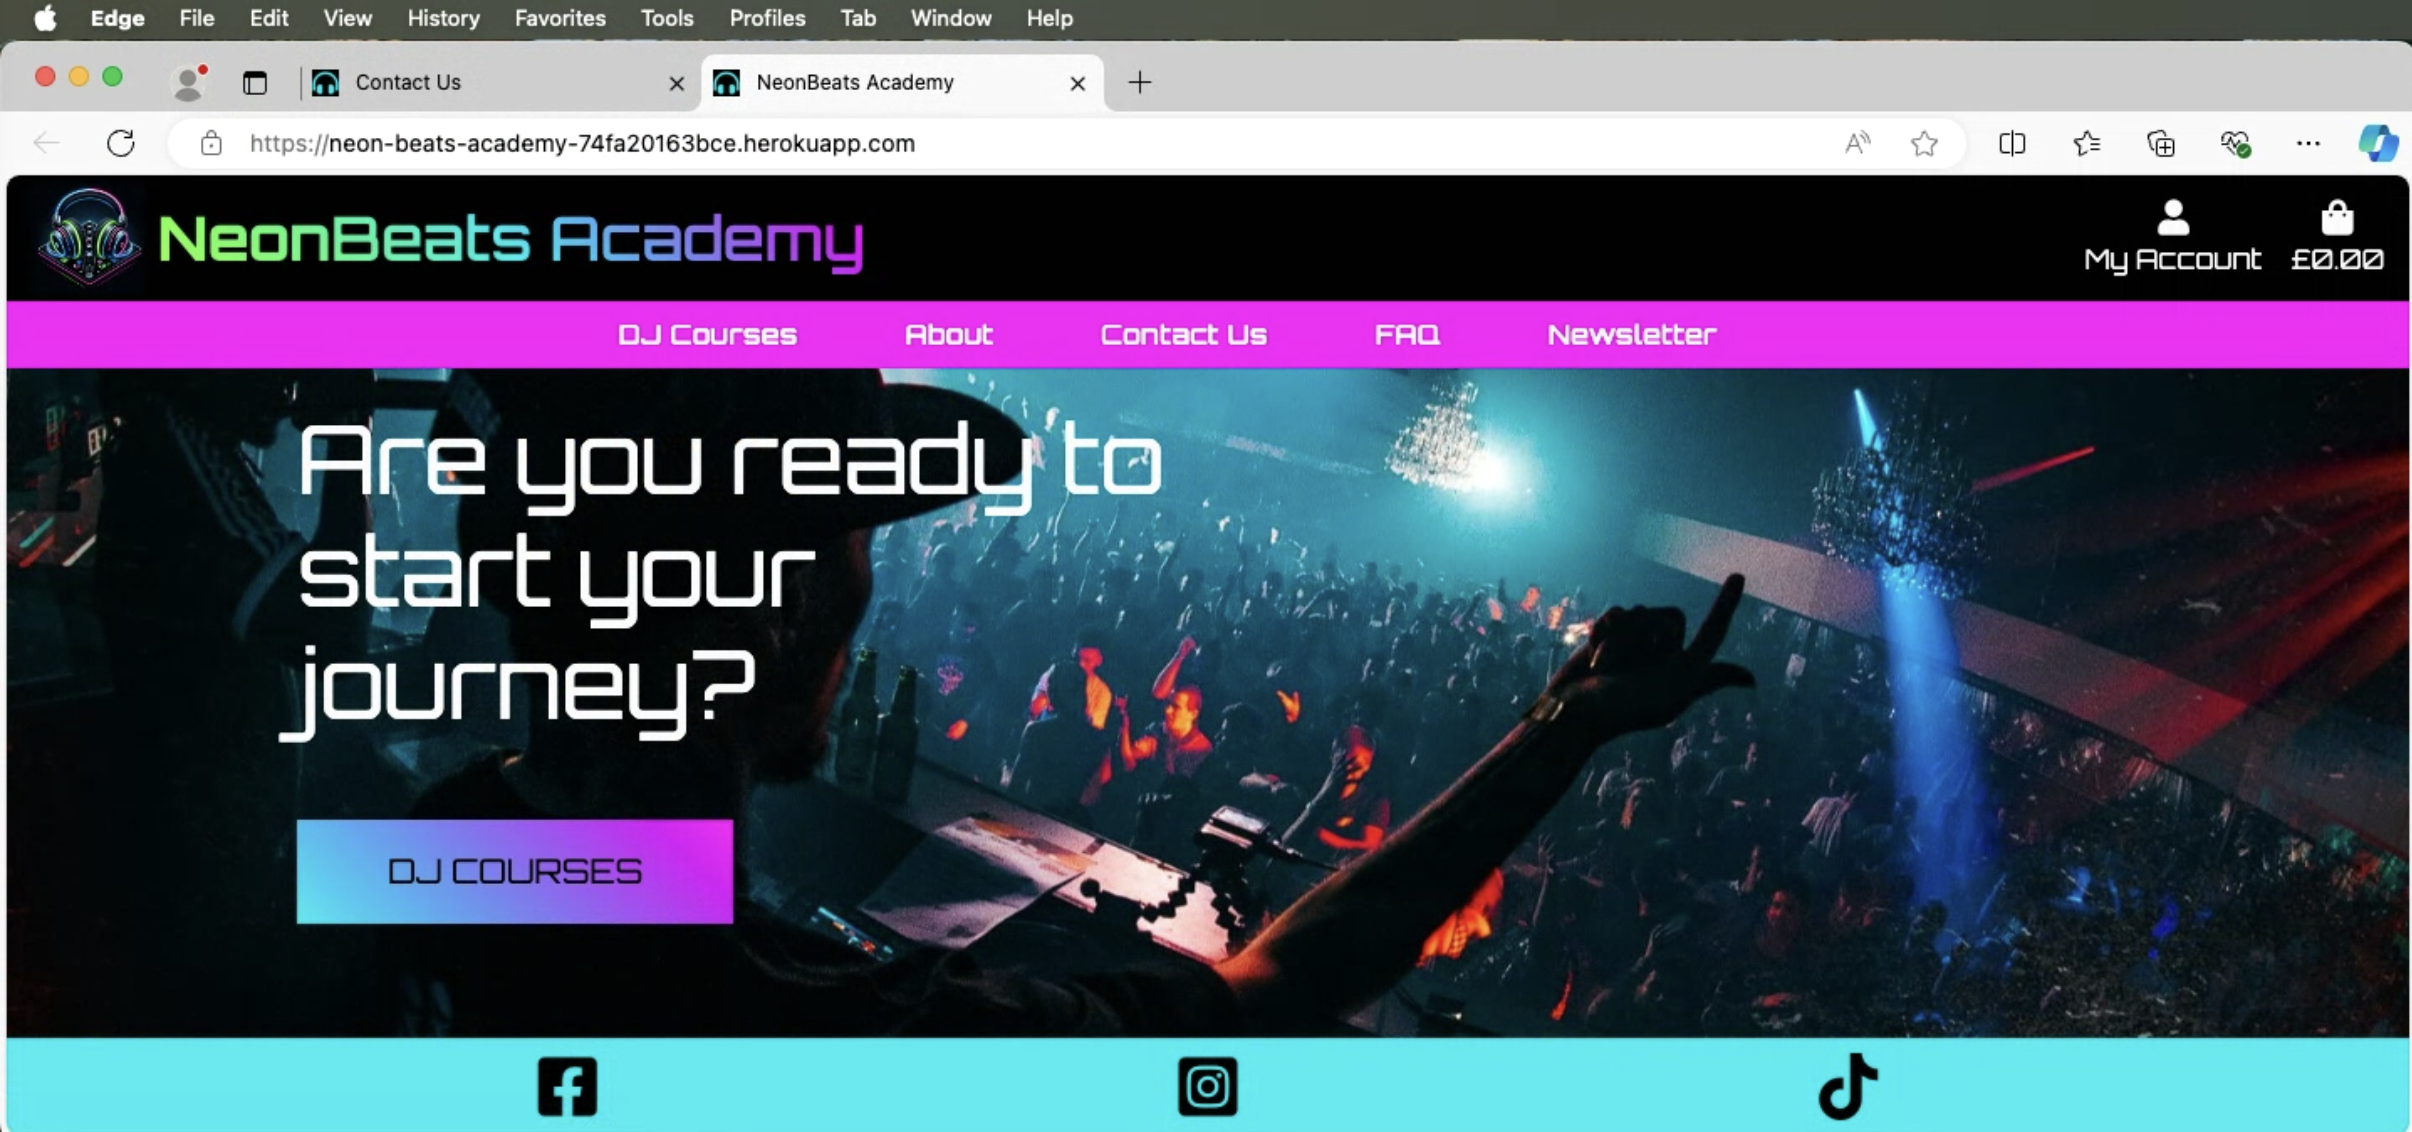 Edge File Edit View History Favorites Tools Profiles Tab Window Help
Contact Us NeonBeats Academy
https://neon-beats-academy-74fa20163bce.herokuapp.com
NeonBeats Academy
My Account £0.00
DJ Courses About Contact Us FAQ Newsletter
Are you ready to
start your
journey?
DJ COURSES